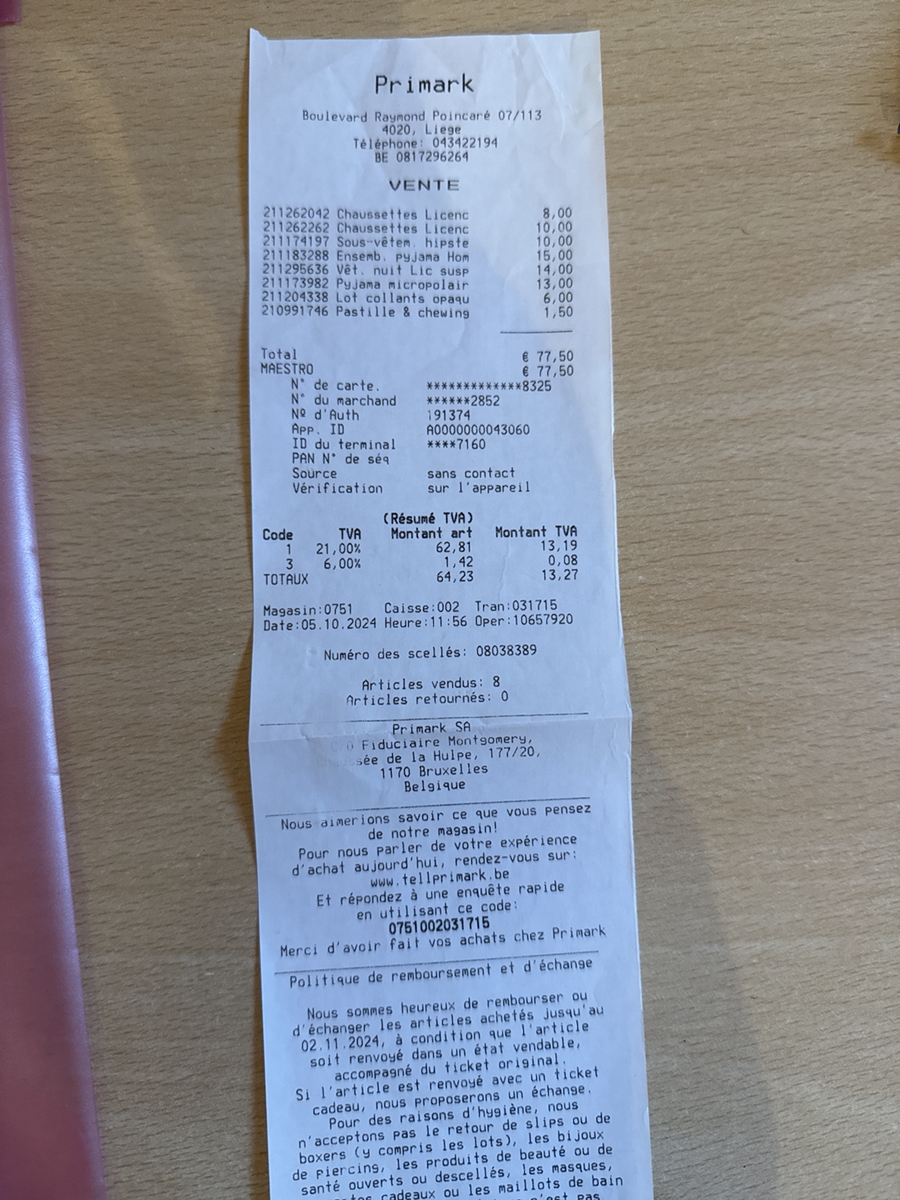 Primark
Boulevard Raymond Poincaré 07/113
4020, Liege
Téléphone: 043422194
BE 0817296264
VENTE
211262042 Chaussettes Licenc 8,00
211262262 Chaussettes Licenc 10,00
211174197 Sous-vêtem. hipste 10,00
211183288 Ensemb. pyjama Hom 15,00
211295636 Vêt. nuit Lic susp 14,00
211173982 Pyjama micropolair 13,00
211204338 Lot collants opaqu 6,00
210991746 Pastille & chewing 1,50
Total € 77,50
MAESTRO € 77,50
N° de carte. *************8325
N° du marchand ******2852
Nº d'Auth 191374
App. ID A0000000043060
ID du terminal ****7160
PAN N° de séq
Source sans contact
Vérification sur l'appareil
(Résumé TVA)
Code TVA Montant art Montant TVA
1 21,00% 62,81 13,19
3 6,00% 1,42 0,08
TOTAUX 64,23 13,27
Magasin:0751 Caisse:002 Tran:031715
Date:05.10.2024 Heure:11:56 Oper:10657920
Numéro des scellés: 08038389
Articles vendus: 8
Articles retournés: 0
Primark SA
Fiduciaire Montgomery,
de la Hulpe, 177/20,
1170 Bruxelles
Belgique
Nous aimerions savoir ce que vous pensez
de notre magasin!
Pour nous parler de votre expérience
d'achat aujourd'hui, rendez-vous sur:
www.tellprimark.be
Et répondez à une enquête rapide
en utilisant ce code:
0751002031715
Merci d'avoir fait vos achats chez Primark
Politique de remboursement et d'échange
Nous sommes heureux de rembourser ou
d'échanger les articles achetés jusqu'au
02.11.2024, à condition que l'article
soit renvoyé dans un état vendable,
accompagné du ticket original.
Si l'article est renvoyé avec un ticket
cadeau, nous proposerons un échange.
Pour des raisons d'hygiène, nous
n'acceptons pas le retour de slips ou de
boxers (y compris les lots), les bijoux
de piercing, les produits de beauté ou de
santé ouverts ou descellés, les masques,
cadeaux ou les maillots de bain
n'est pas